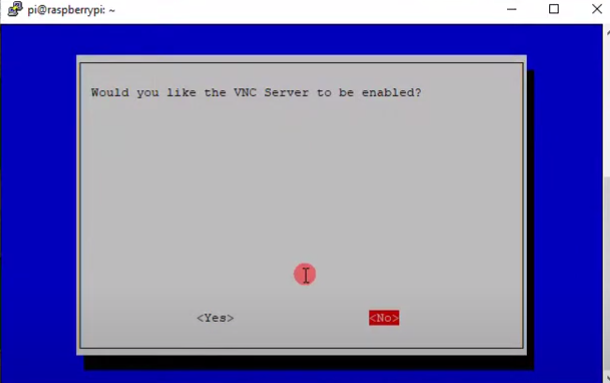 pi@raspberrypi: ~
Would you like the VNC Server to be enabled?
<Yes> <No>